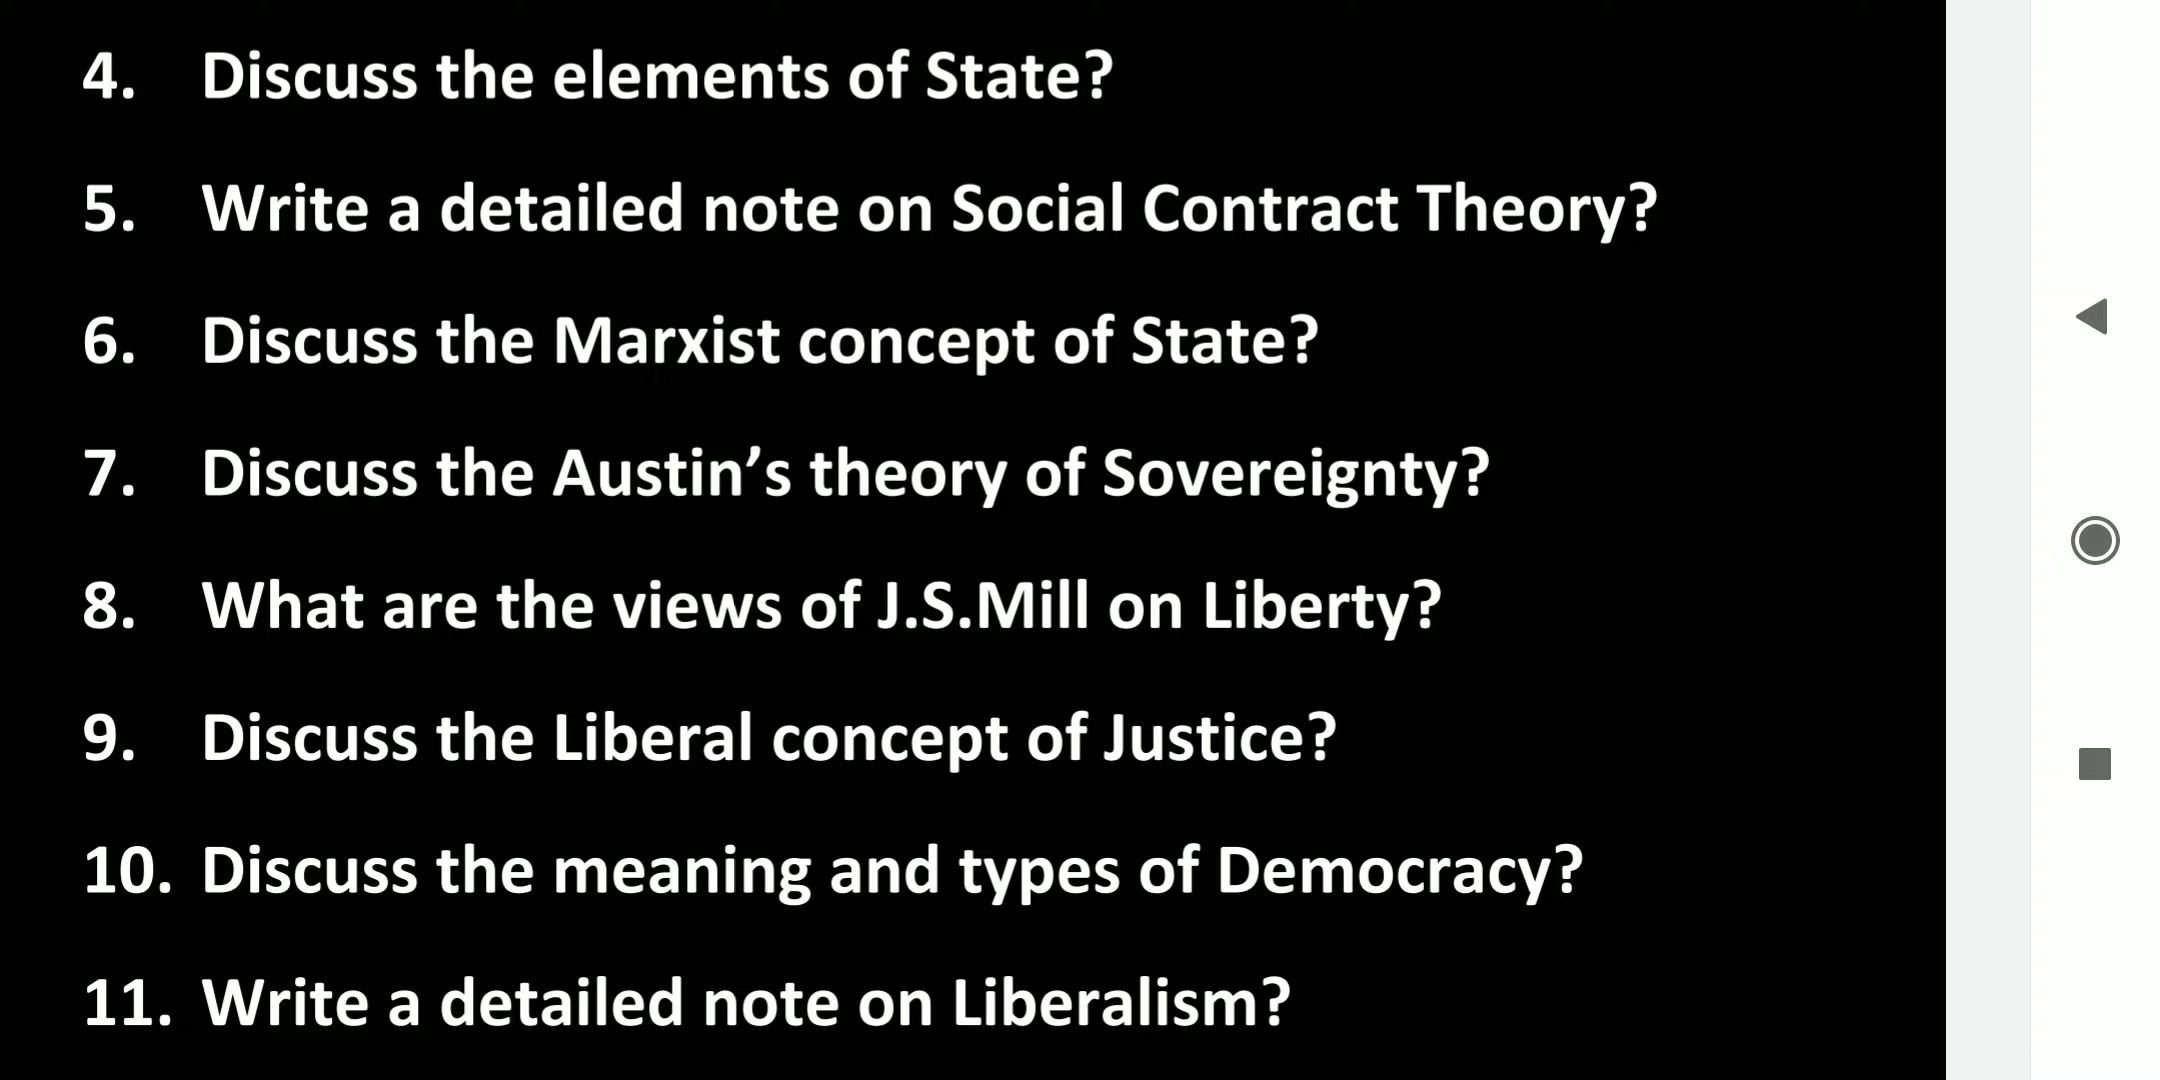 4. Discuss the elements of State?
5. Write a detailed note on Social Contract Theory?
6. Discuss the Marxist concept of State?
7. Discuss the Austin’s theory of Sovereignty?
8. What are the views of J.S.Mill on Liberty?
9. Discuss the Liberal concept of Justice?
10. Discuss the meaning and types of Democracy?
11. Write a detailed note on Liberalism?